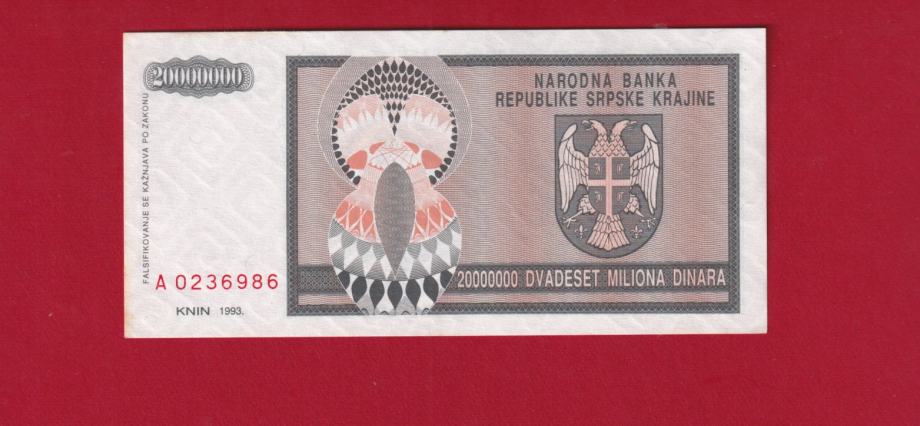 20000000
NARODNA BANKA
REPUBLIKE SRPSKE KRAJINE
FALSIFIKOVANJE SE KAŽNJAVA PO ZAKONU
A 0236986
20000000 DVADESET MILIONA DINARA
KNIN 1993.